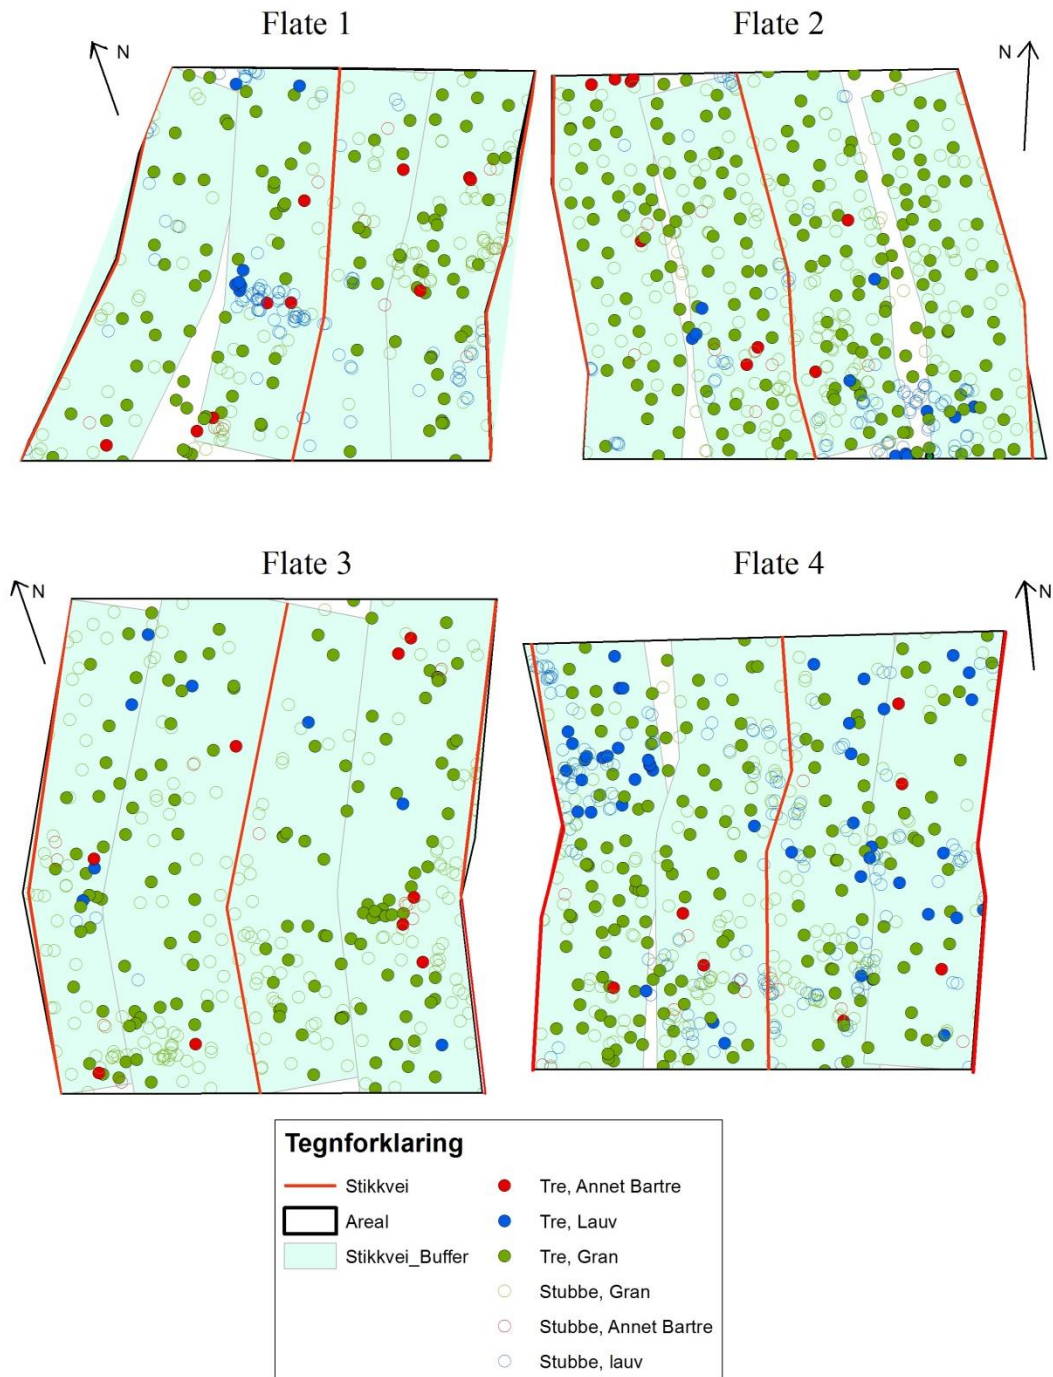 Flate 1
Flate 2
N
N
Flate 3
Flate 4
N
N
Tegnforklaring
Stikkvei
Areal
Stikkvei_Buffer
Tre, Annet Bartre
Tre, Lauv
Tre, Gran
Stubbe, Gran
Stubbe, Annet Bartre
Stubbe, lauv